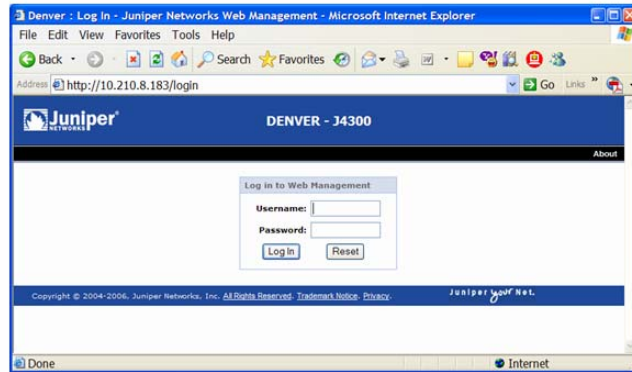 Denver : Log In - Juniper Networks Web Management - Microsoft Internet Explorer
File Edit View Favorites Tools Help
Back Search Favorites
Address http://10.210.8.183/login Go Links »
Juniper®
NETWORKS
DENVER - J4300
About
Log in to Web Management
Username:
Password:
Log In Reset
Copyright © 2004-2006, Juniper Networks, Inc. All Rights Reserved. Trademark Notice. Privacy.
Juniper your Net.
Done Internet